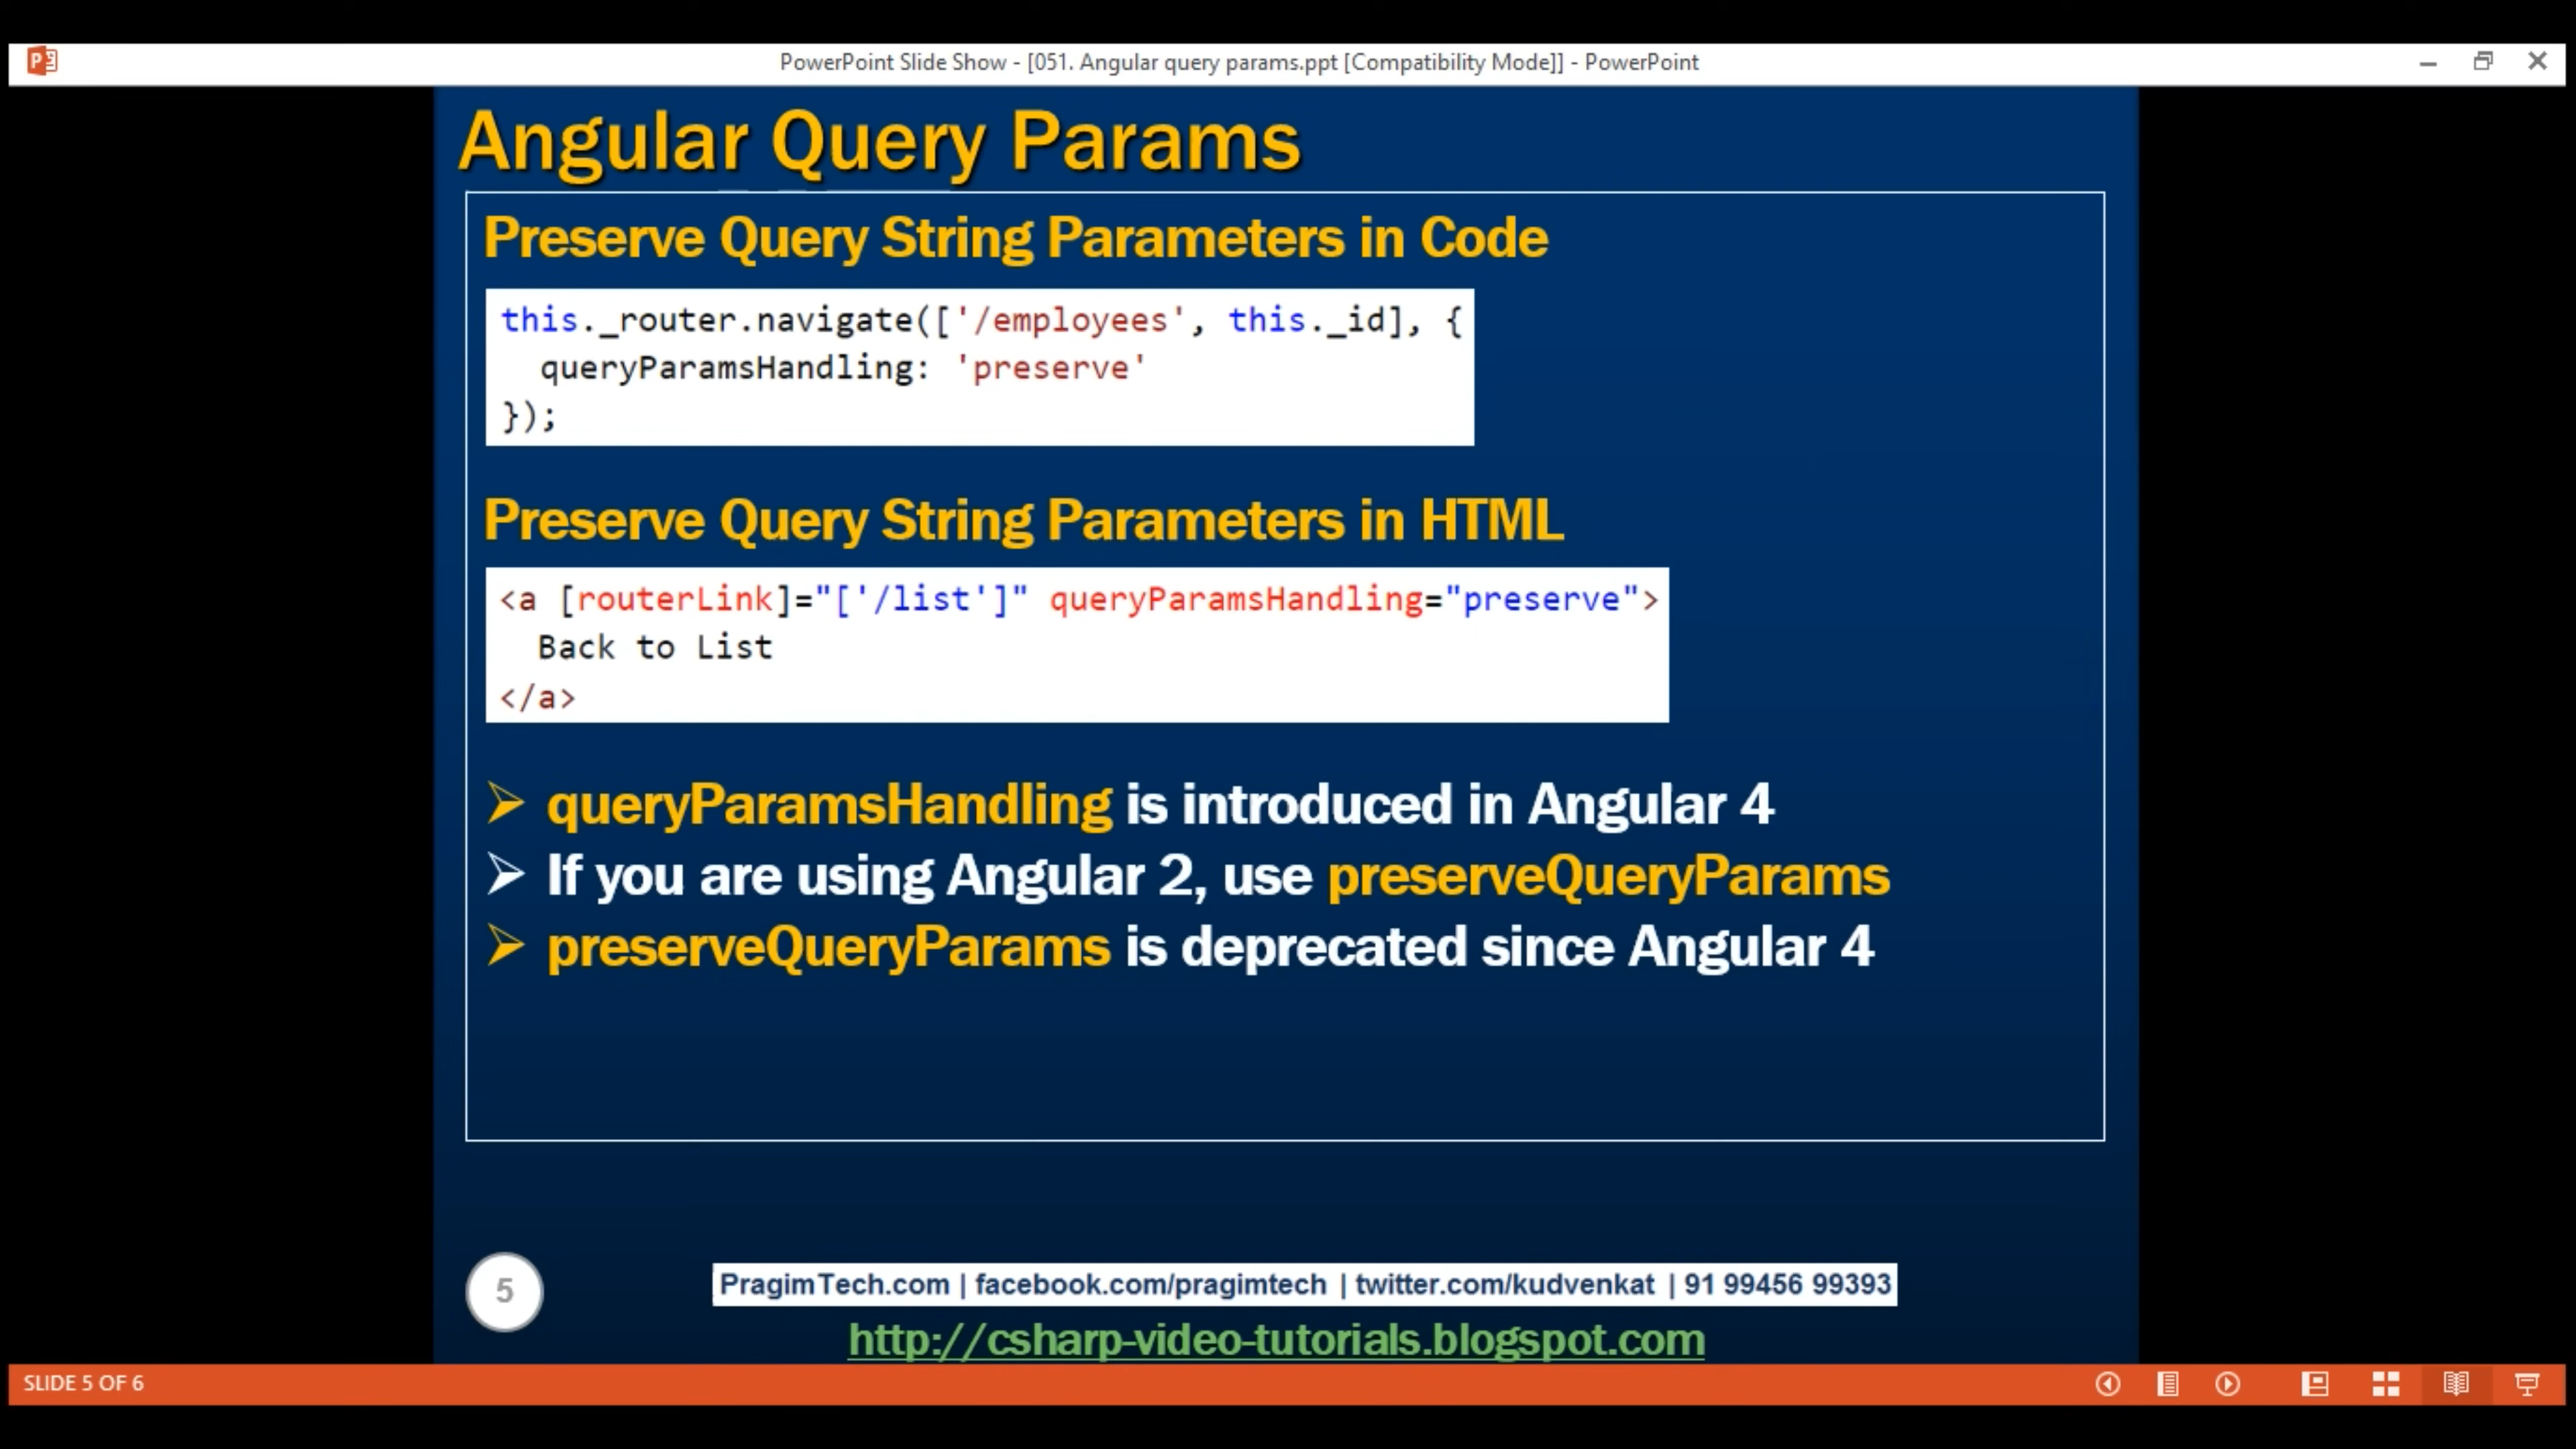 PowerPoint Slide Show - [051. Angular query params.ppt [Compatibility Mode]] - PowerPoint
Angular Query Params
Preserve Query String Parameters in Code
this._router.navigate(['/employees', this._id], {
  queryParamsHandling: 'preserve'
});
Preserve Query String Parameters in HTML
<a [routerLink]="['/list']" queryParamsHandling="preserve">
  Back to List
</a>
➢ queryParamsHandling is introduced in Angular 4
➢ If you are using Angular 2, use preserveQueryParams
➢ preserveQueryParams is deprecated since Angular 4
5
PragimTech.com | facebook.com/pragimtech | twitter.com/kudvenkat | 91 99456 99393
http://csharp-video-tutorials.blogspot.com
SLIDE 5 OF 6